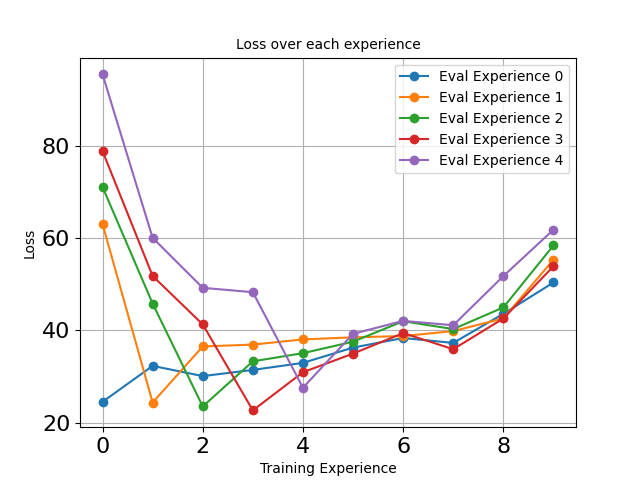 Loss over each experience
Eval Experience 0
Eval Experience 1
Eval Experience 2
Eval Experience 3
Eval Experience 4
80
60
40
20
Loss
0 2 4 6 8
Training Experience